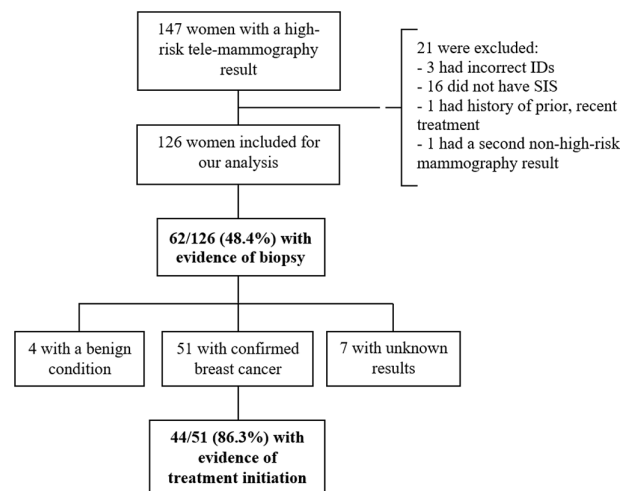 147 women with a high-
risk tele-mammography
result
21 were excluded:
- 3 had incorrect IDs
- 16 did not have SIS
- 1 had history of prior, recent
treatment
- 1 had a second non-high-risk
mammography result
126 women included for
our analysis
62/126 (48.4%) with
evidence of biopsy
4 with a benign
condition
51 with confirmed
breast cancer
7 with unknown
results
44/51 (86.3%) with
evidence of
treatment initiation